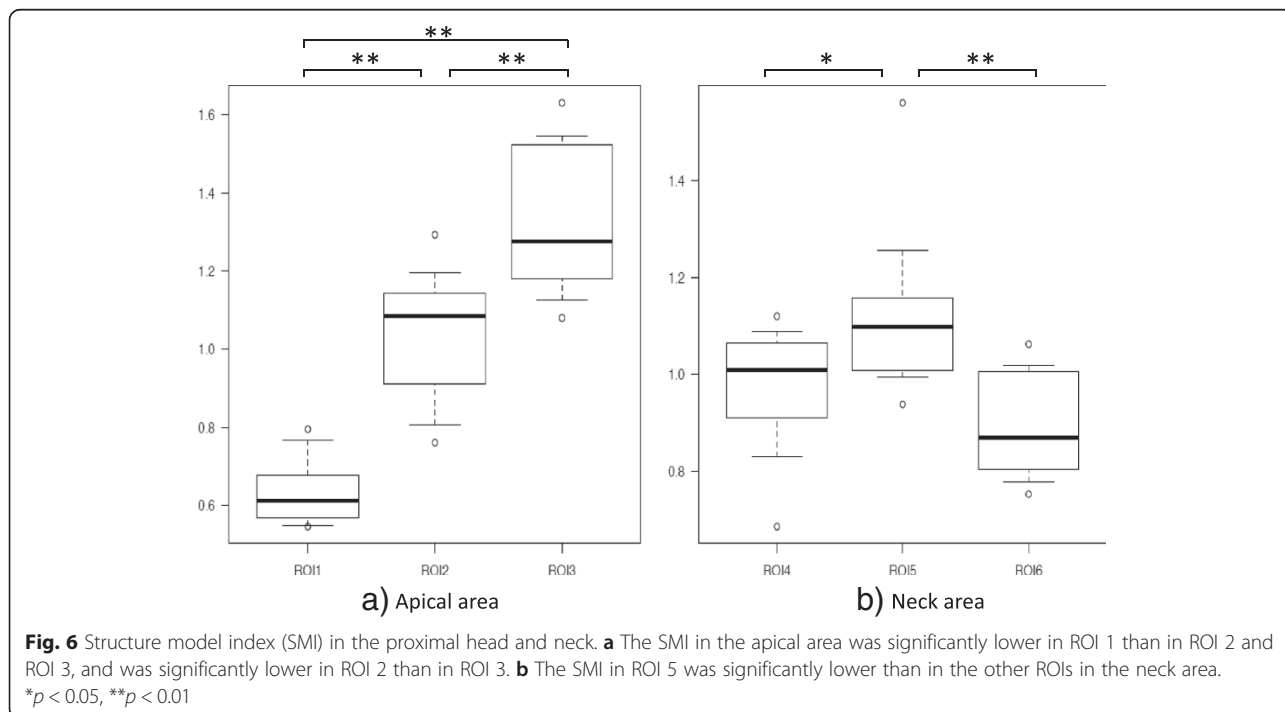 **
** **
* **
1.6
1.4
1.2
1.0
0.8
0.6
ROI1 ROI2 ROI3
a) Apical area
1.4
1.2
1.0
0.8
ROI4 ROI5 ROI6
b) Neck area
Fig. 6 Structure model index (SMI) in the proximal head and neck. a The SMI in the apical area was significantly lower in ROI 1 than in ROI 2 and
ROI 3, and was significantly lower in ROI 2 than in ROI 3. b The SMI in ROI 5 was significantly lower than in the other ROIs in the neck area.
*p < 0.05, **p < 0.01